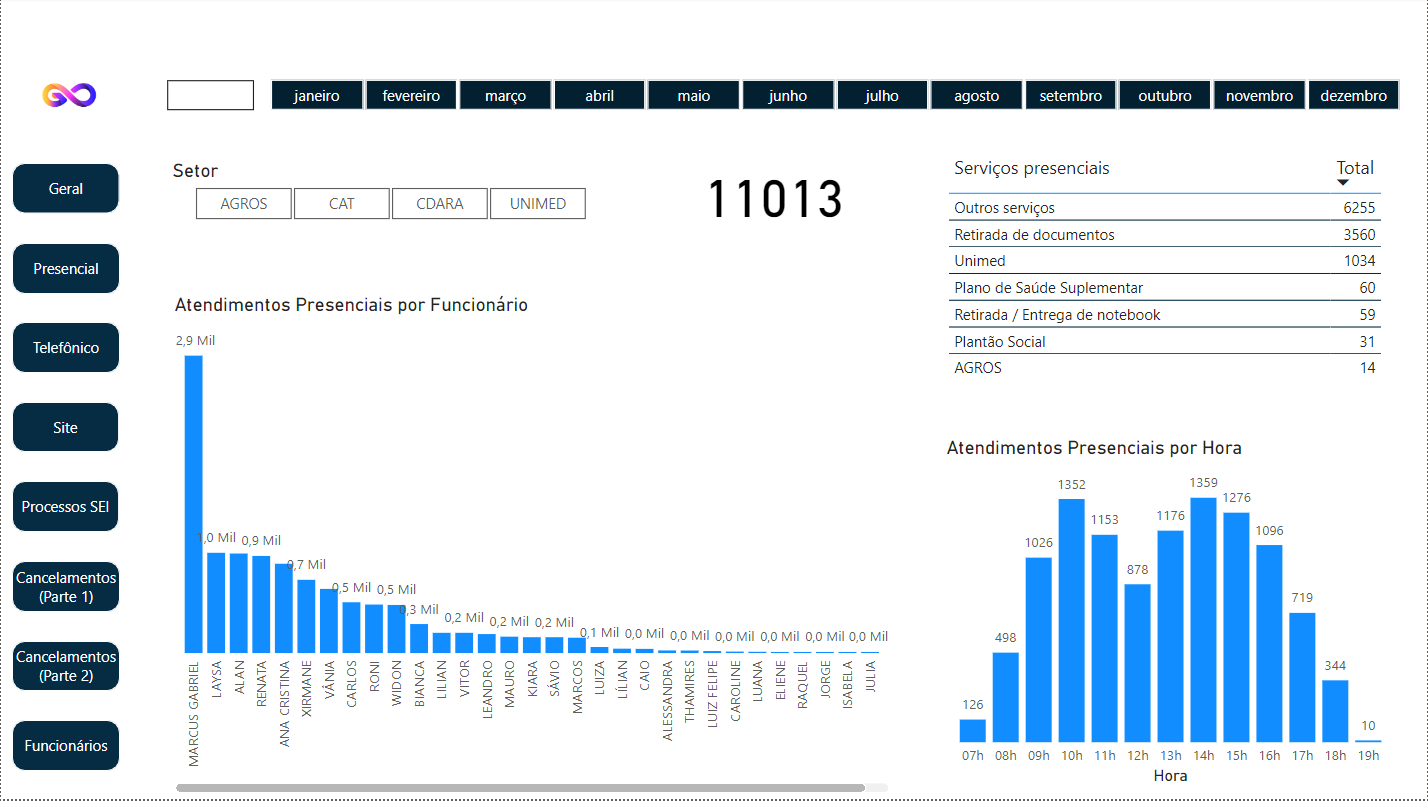 janeiro fevereiro março abril maio junho julho agosto setembro outubro novembro dezembro
Geral
Presencial
Telefônico
Site
Processos SEI
Cancelamentos
(Parte 1)
Cancelamentos
(Parte 2)
Funcionários
Setor
AGROS CAT CDARA UNIMED
11013
Serviços presenciais Total
Outros serviços 6255
Retirada de documentos 3560
Unimed 1034
Plano de Saúde Suplementar 60
Retirada / Entrega de notebook 59
Plantão Social 31
AGROS 14
Atendimentos Presenciais por Funcionário
2,9 Mil 1,0 Mil 0,9 Mil 0,7 Mil 0,5 Mil 0,5 Mil 0,3 Mil 0,2 Mil 0,2 Mil 0,2 Mil 0,1 Mil 0,0 Mil 0,0 Mil 0,0 Mil 0,0 Mil 0,0 Mil 0,0 Mil
MARCUS GABRIEL
LAYSA
ALAN
RENATA
ANA CRISTINA
XIRMANE
VÂNIA
CARLOS
RONI
WIDON
BIANCA
LILIAN
VITOR
LEANDRO
MAURO
KIARA
SÁVIO
MARCOS
LUIZA
LÍLIAN
CAIO
ALESSANDRA
THAMIRES
LUIZ FELIPE
CAROLINE
LUANA
ELIENE
RAQUEL
JORGE
ISABELA
JULIA
Atendimentos Presenciais por Hora
126 498 1026 1352 1153 878 1176 1359 1276 1096 719 344 10
07h 08h 09h 10h 11h 12h 13h 14h 15h 16h 17h 18h 19h
Hora